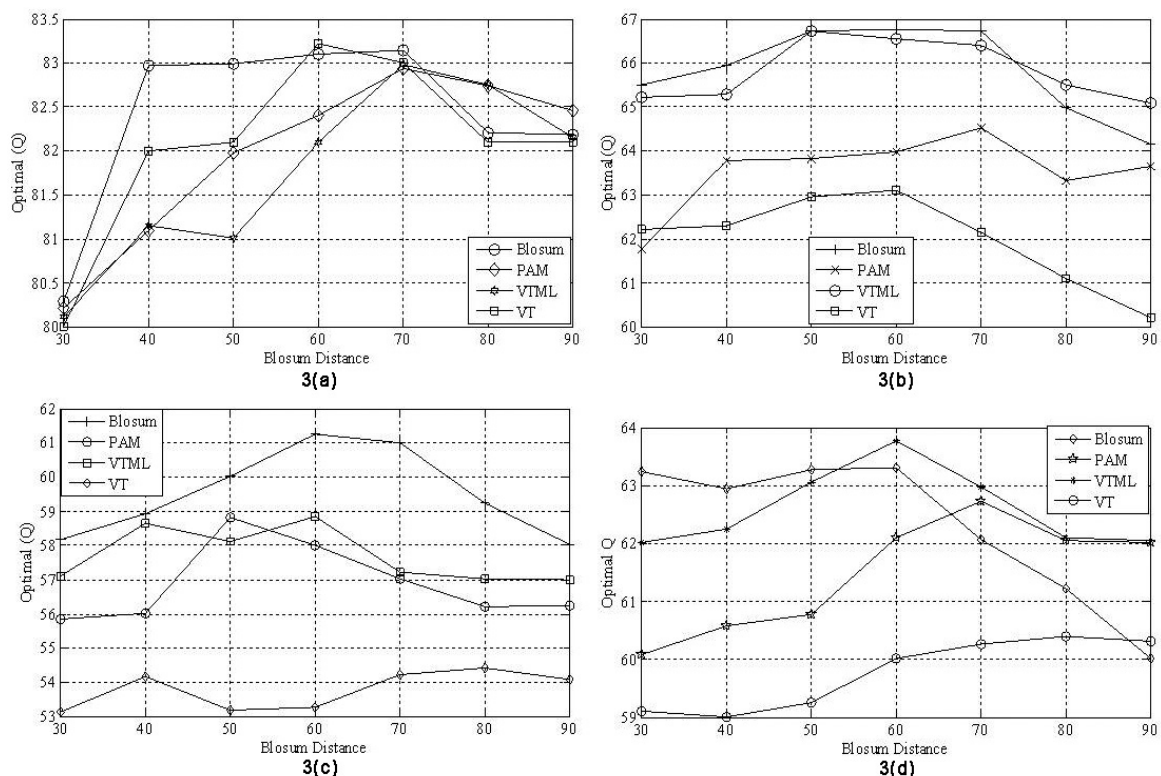 83.5
83
82.5
82
81.5
81
80.5
80
Optimal (Q)
Blosum
PAM
VTML
VT
30 40 50 60 70 80 90
Blosum Distance
3(a)
67
66
65
64
63
62
61
60
Optimal (Q)
Blosum
PAM
VTML
VT
30 40 50 60 70 80 90
Blosum Distance
3(b)
62
61
60
59
58
57
56
55
54
53
Optimal (Q)
Blosum
PAM
VTML
VT
30 40 50 60 70 80 90
Blosum Distance
3(c)
64
63
62
61
60
59
Optimal Q
Blosum
PAM
VTML
VT
30 40 50 60 70 80 90
Blosum Distance
3(d)